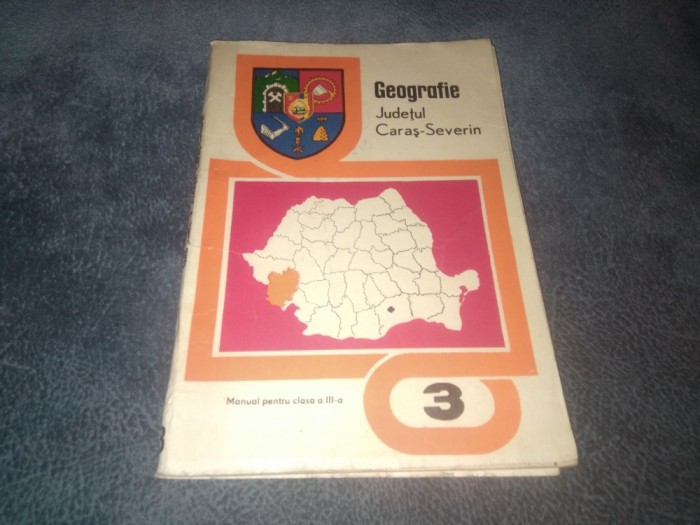 Geografie
Județul
Caraș-Severin
Manual pentru clasa a III-a
3